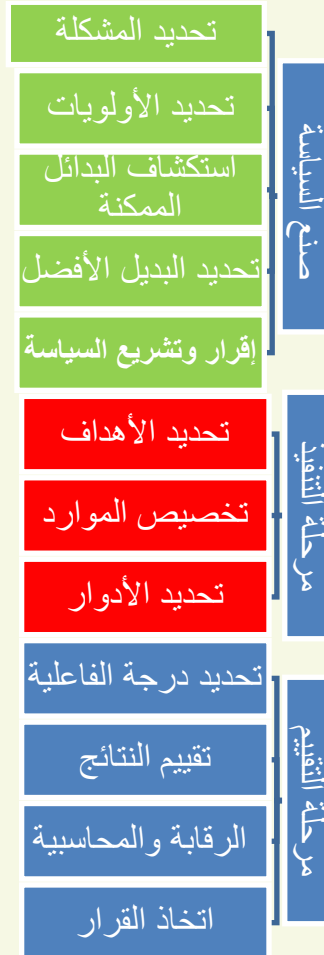 صنع السياسة
تحديد المشكلة
تحديد الأولويات
استكشاف البدائل
الممكنة
تحديد البديل الأفضل
إقرار وتشريع السياسة
مرحلة التنفيذ
تحديد الأهداف
تخصيص الموارد
تحديد الأدوار
مرحلة التقييم
تحديد درجة الفاعلية
تقييم النتائج
الرقابة والمحاسبية
اتخاذ القرار